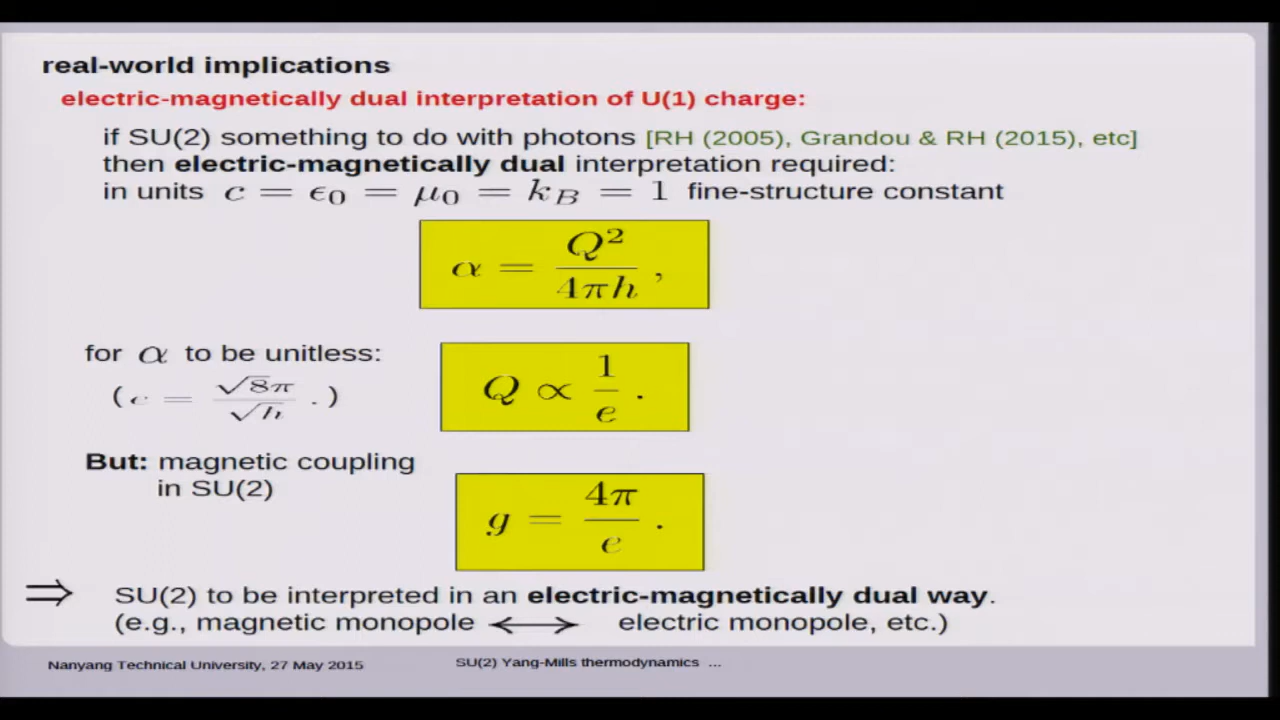 real-world implications
electric-magnetically dual interpretation of U(1) charge:
if SU(2) something to do with photons [RH (2005), Grandou & RH (2015), etc]
then electric-magnetically dual interpretation required:
in units c = ϵ₀ = μ₀ = k_B = 1 fine-structure constant
α = Q² / 4πħ ,
for α to be unitless:
Q ∝ 1/e .
( e = √8π / √ħ . )
But: magnetic coupling
in SU(2)
g = 4π / e .
⇒ SU(2) to be interpreted in an electric-magnetically dual way.
(e.g., magnetic monopole ⟷ electric monopole, etc.)
Nanyang Technical University, 27 May 2015
SU(2) Yang-Mills thermodynamics ...